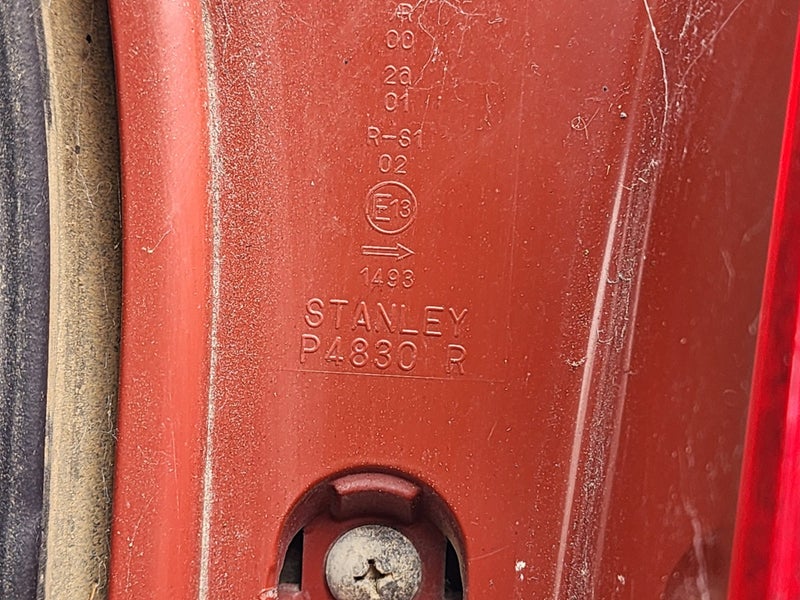 R
00
2a
01
R-S1
02
E13
→
1493
STANLEY
P4830 R